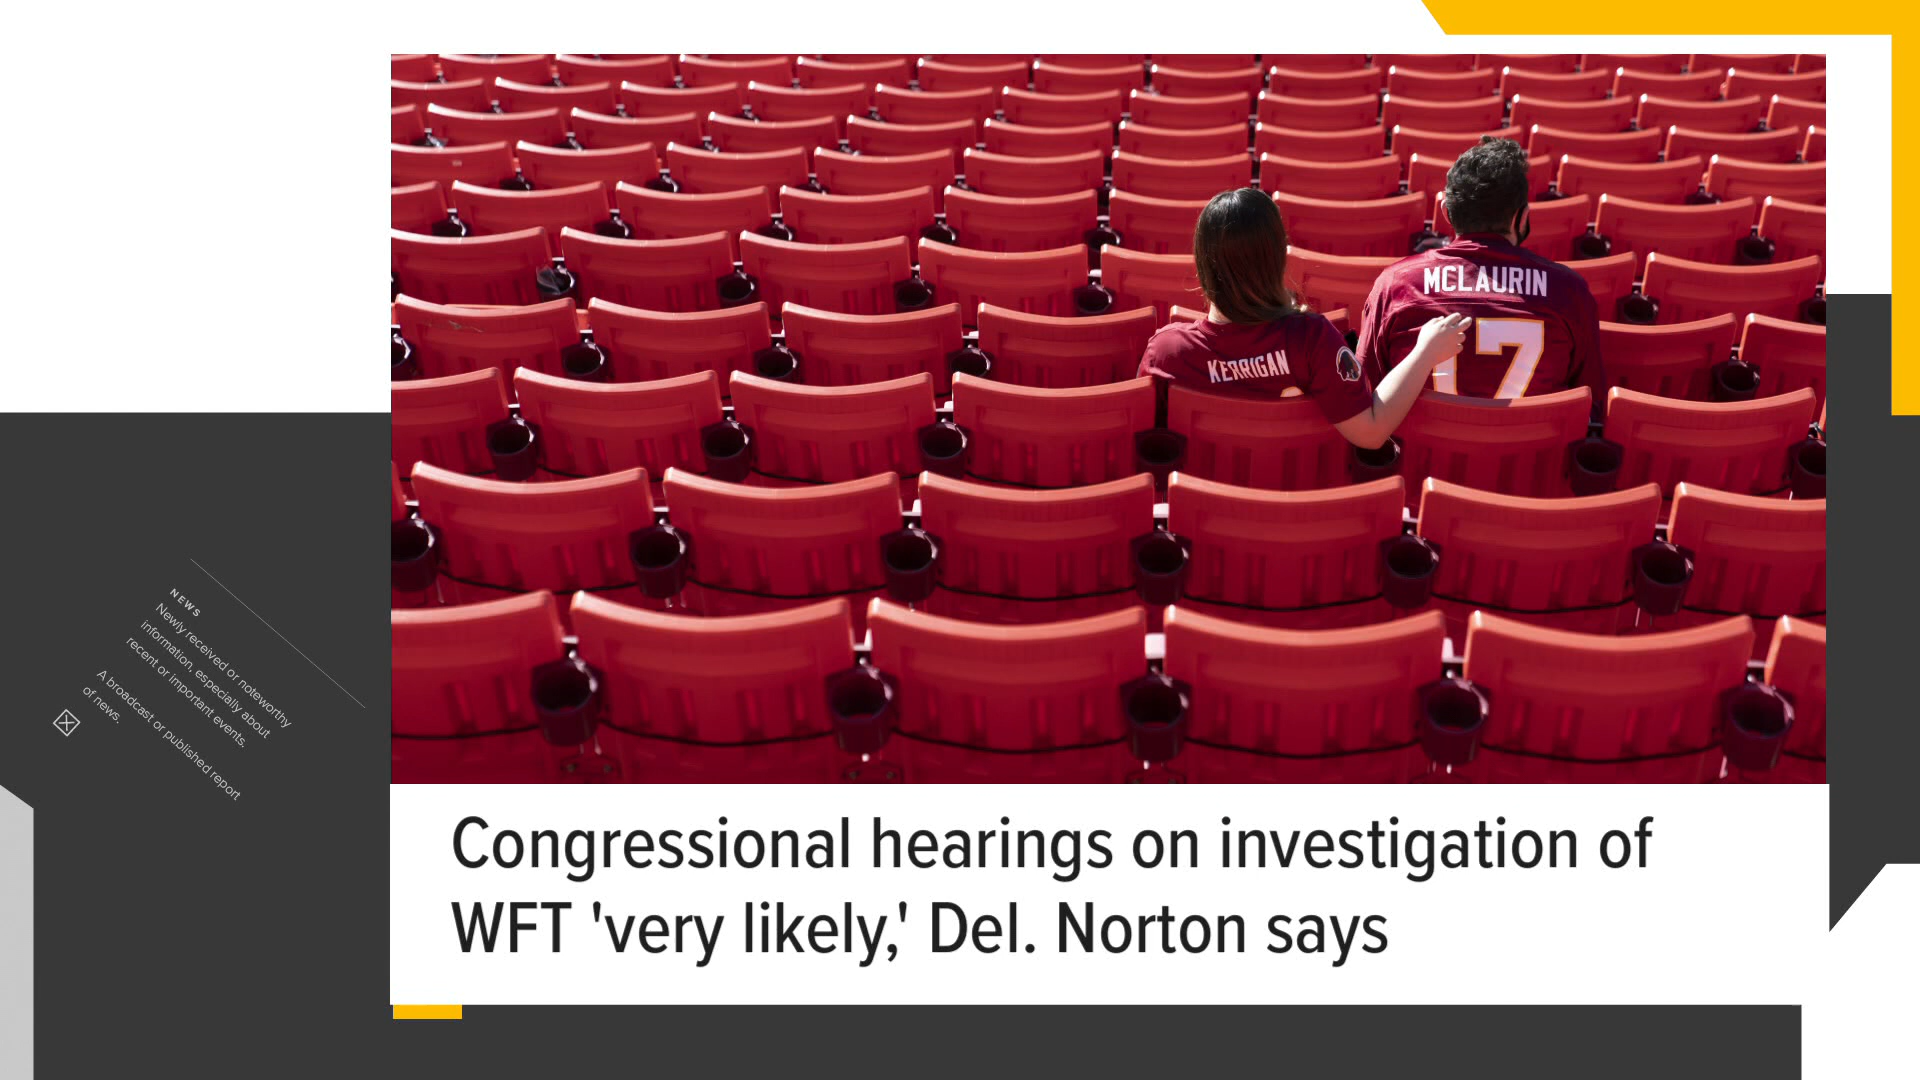 MCLAURIN
KERRIGAN
17
NEWS
Newly received or noteworthy
information, especially about
recent or important events.
A broadcast or published report
of news.
Congressional hearings on investigation of
WFT 'very likely,' Del. Norton says